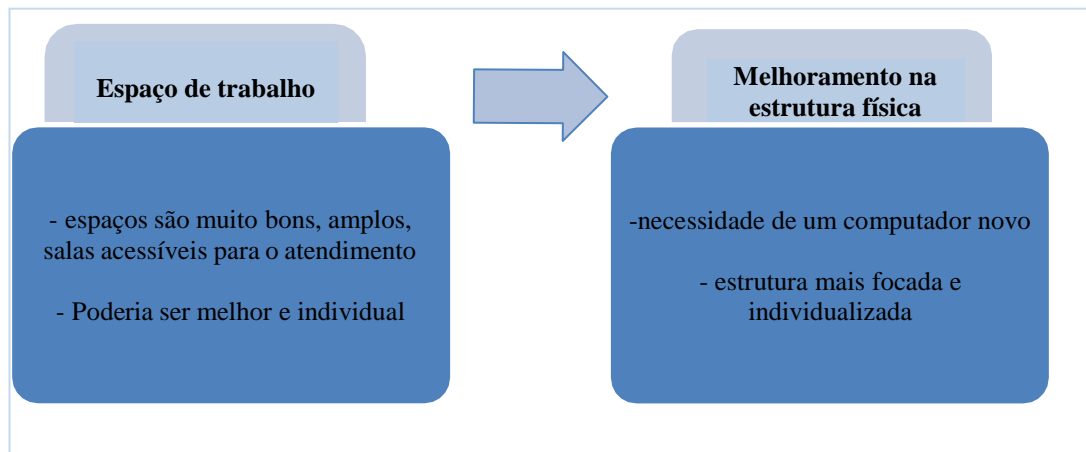 Espaço de trabalho
- espaços são muito bons, amplos,
salas acessíveis para o atendimento
- Poderia ser melhor e individual
Melhoramento na
estrutura física
-necessidade de um computador novo
- estrutura mais focada e
individualizada